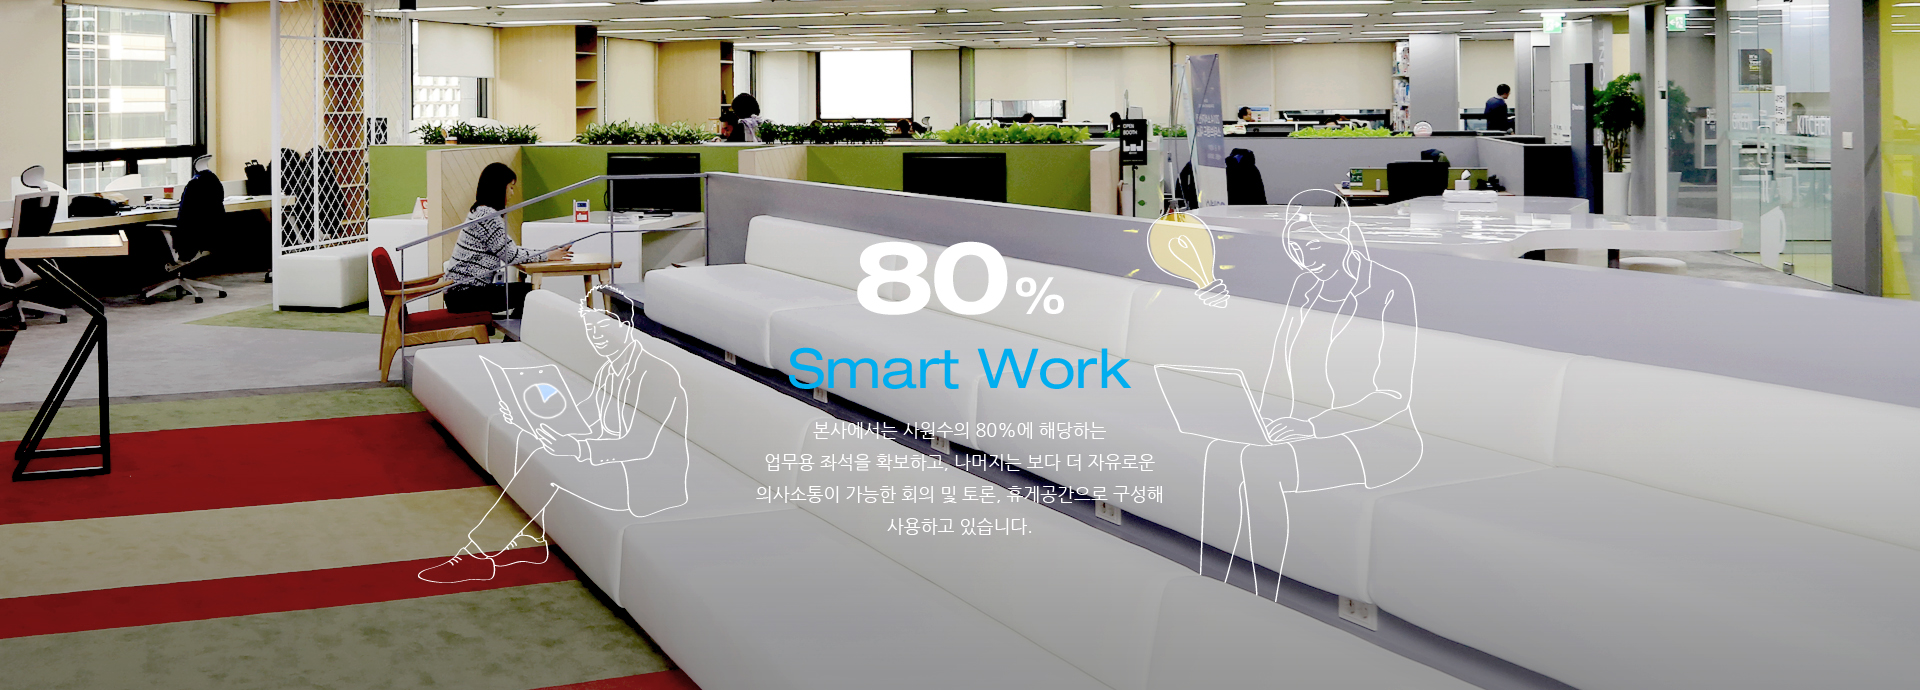 OPEN
BOOTH
KITCHEN
80%
Smart Work
본사에서는 사원수의 80%에 해당하는
업무용 좌석을 확보하고, 나머지는 보다 더 자유로운
의사소통이 가능한 회의 및 토론, 휴게공간으로 구성해
사용하고 있습니다.